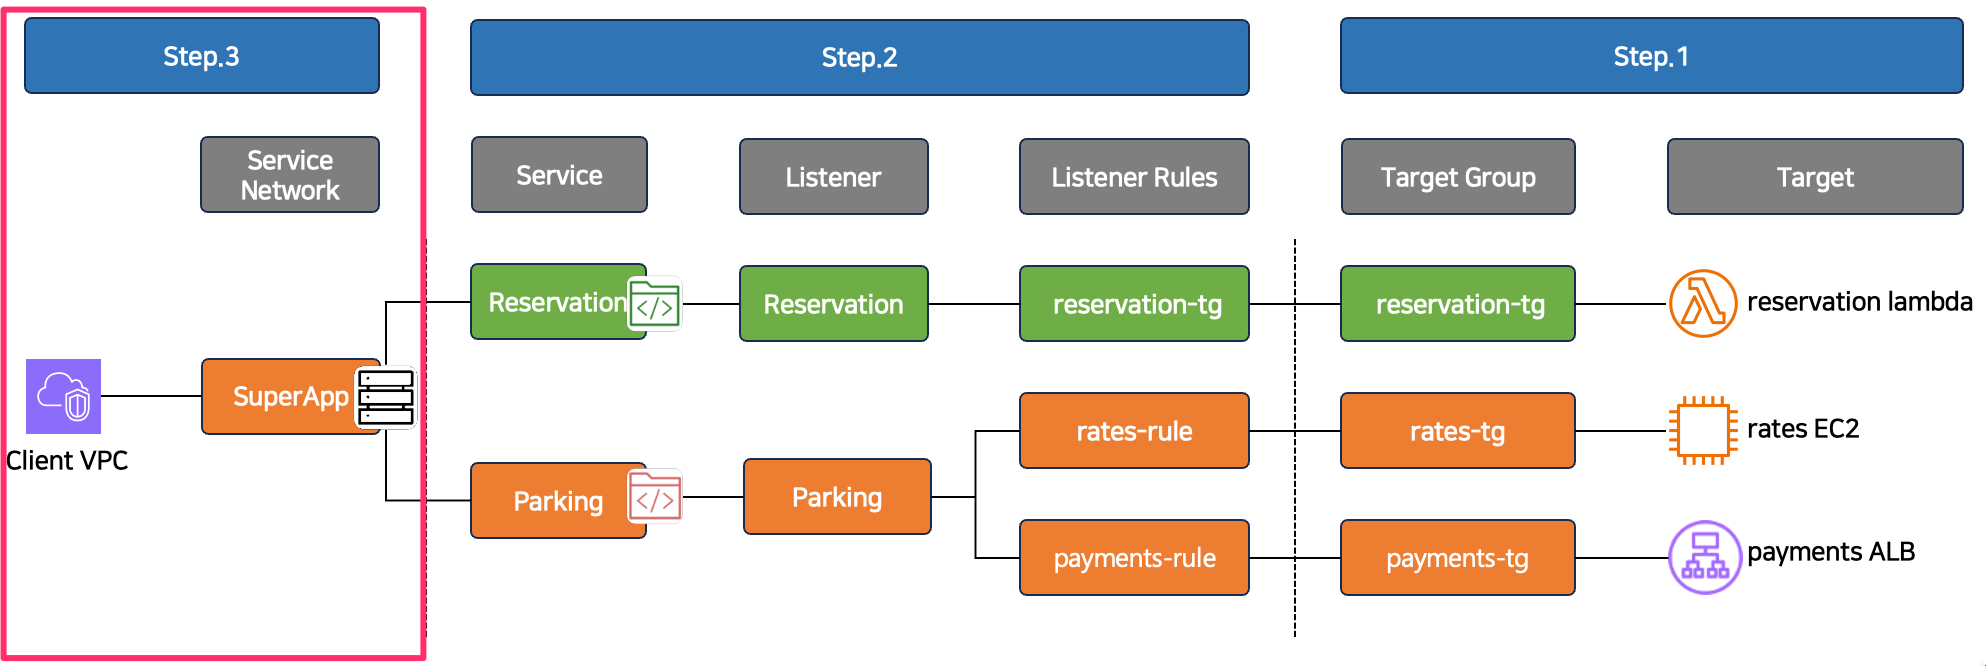 Step.3
Step.2
Step.1
Service
Network
Service
Listener
Listener Rules
Target Group
Target
Reservation
</>
Reservation
reservation-tg
reservation-tg
reservation lambda
Client VPC
SuperApp
rates-rule
rates-tg
rates EC2
Parking
</>
Parking
payments-rule
payments-tg
payments ALB